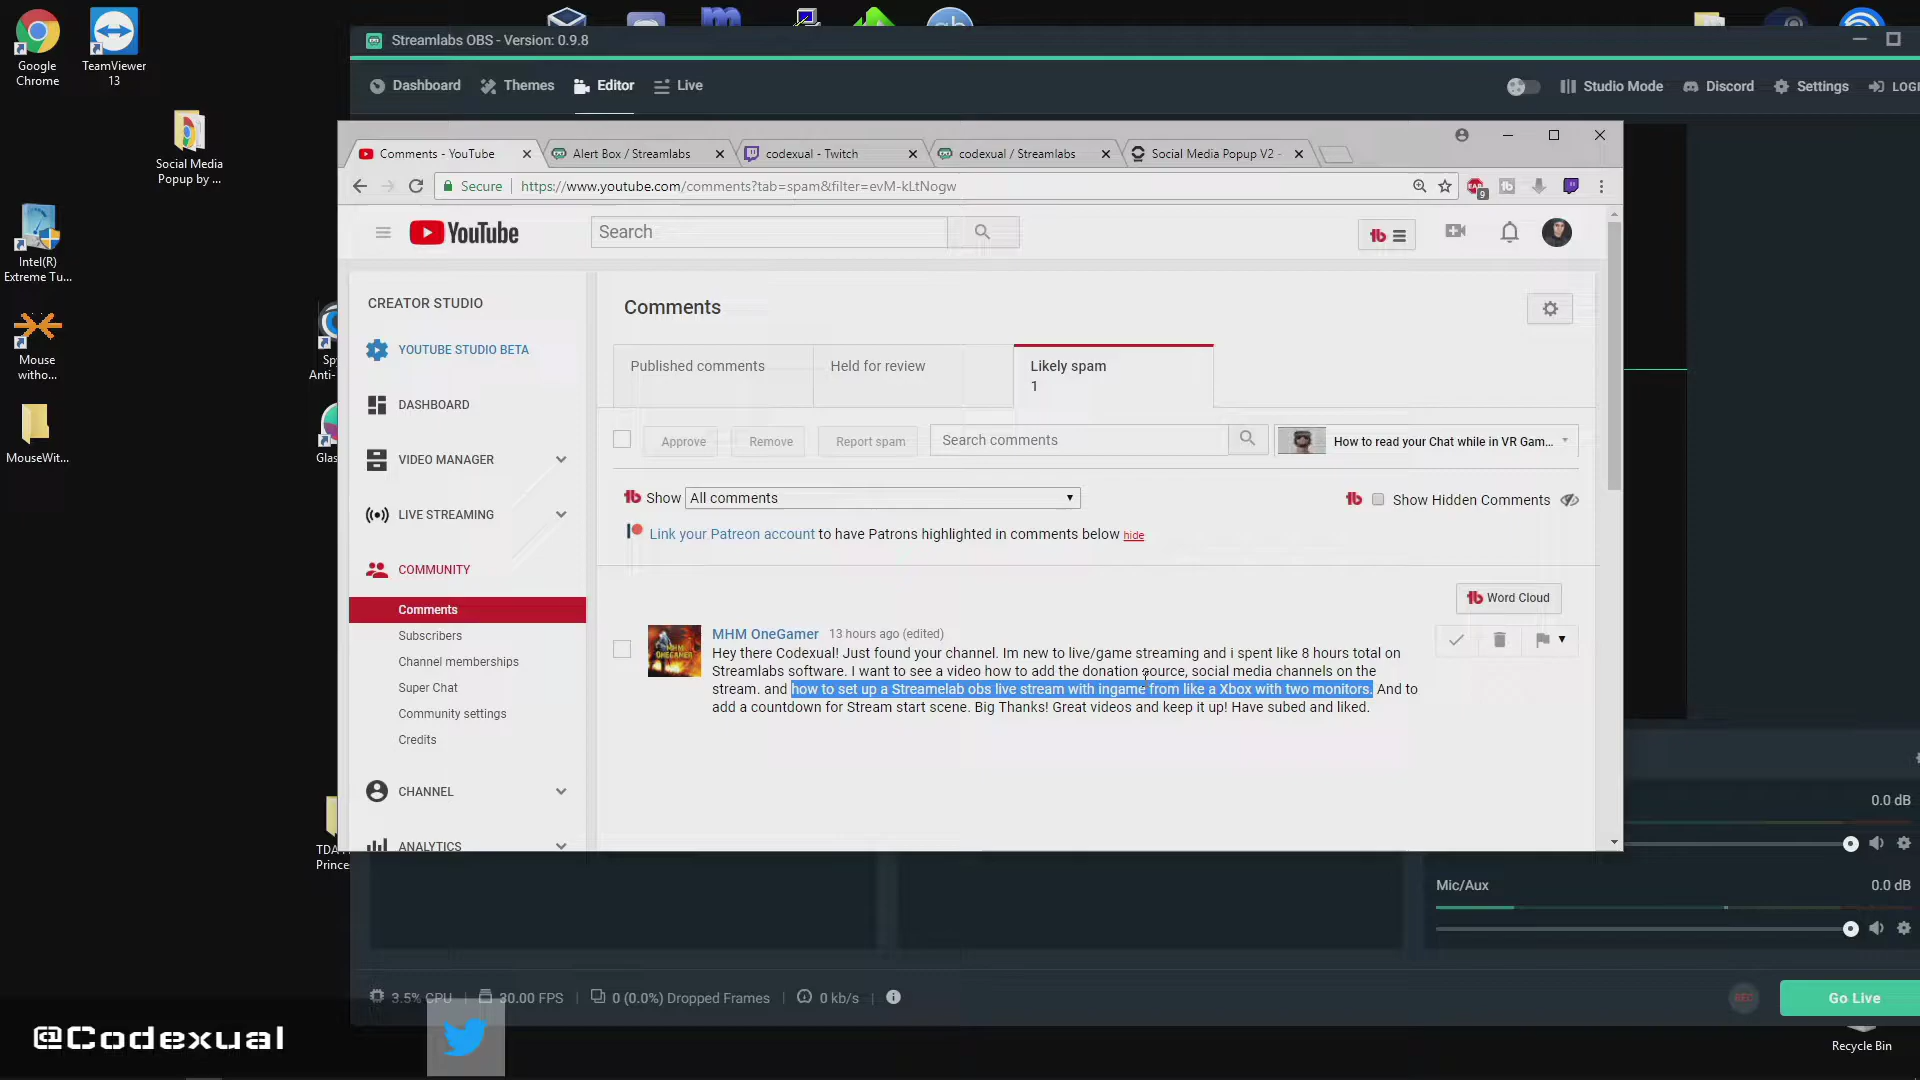 Google
Chrome
TeamViewer
13
Social Media
Popup by ...
Intel(R)
Extreme Tu...
Mouse
witho...
MouseWit...
Anti-
TDA
Prince
Recycle Bin
Streamlabs OBS - Version: 0.9.8
Dashboard
Themes
Editor
Live
Studio Mode
Discord
Settings
Comments - YouTube
Alert Box / Streamlabs
codexual - Twitch
codexual / Streamlabs
Social Media Popup V2 -
Secure
https://www.youtube.com/comments?tab=spam&filter=evM-kLtNogw
9
YouTube
Search
CREATOR STUDIO
YOUTUBE STUDIO BETA
DASHBOARD
VIDEO MANAGER
LIVE STREAMING
COMMUNITY
Comments
Subscribers
Channel memberships
Super Chat
Community settings
Credits
CHANNEL
ANALYTICS
Comments
Published comments
Held for review
Likely spam
1
Approve
Remove
Report spam
Search comments
How to read your Chat while in VR Gam...
Show
All comments
Show Hidden Comments
Link your Patreon account to have Patrons highlighted in comments below hide
Word Cloud
MHM OneGamer 13 hours ago (edited)
Hey there Codexual! Just found your channel. Im new to live/game streaming and i spent like 8 hours total on
Streamlabs software. I want to see a video how to add the donation source, social media channels on the
stream. and how to set up a Streamelab obs live stream with ingame from like a Xbox with two monitors. And to
add a countdown for Stream start scene. Big Thanks! Great videos and keep it up! Have subed and liked.
0.0 dB
Mic/Aux
0.0 dB
3.5% CPU
30.00 FPS
0 (0.0%) Dropped Frames
0 kb/s
REC
Go Live
@Codexual